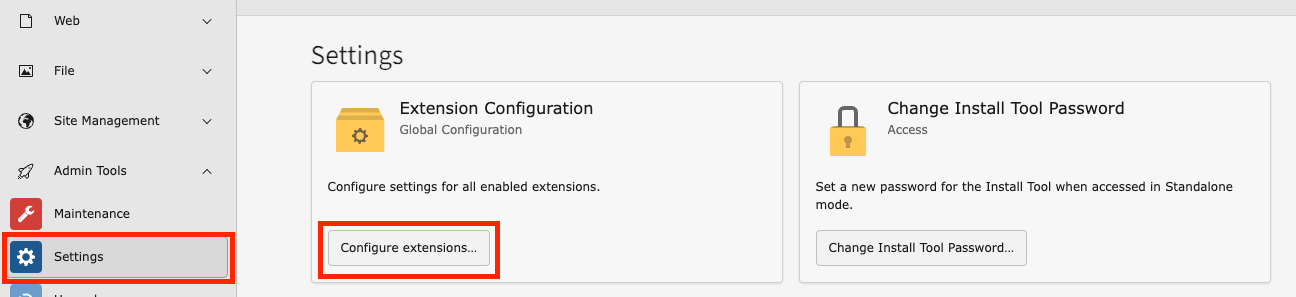 Web
File
Site Management
Admin Tools
Maintenance
Settings
Settings
Extension Configuration
Global Configuration
Configure settings for all enabled extensions.
Configure extensions...
Change Install Tool Password
Access
Set a new password for the Install Tool when accessed in Standalone
mode.
Change Install Tool Password...